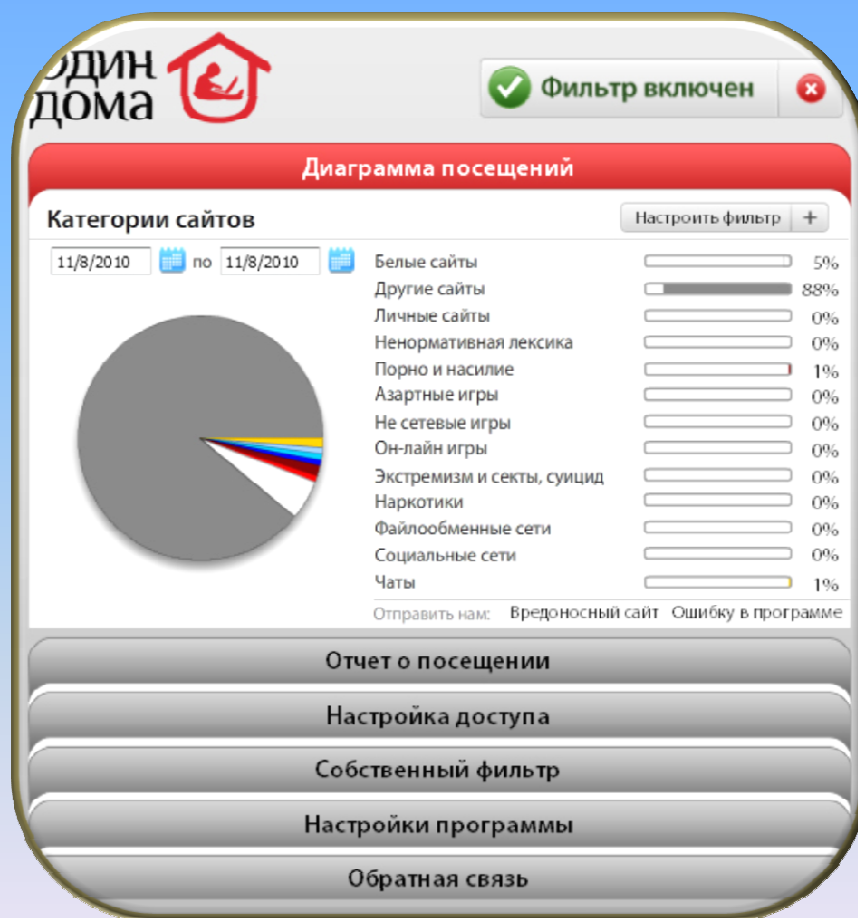 один
дома
Фильтр включен
Диаграмма посещений
Категории сайтов
Настроить фильтр +
11/8/2010 по 11/8/2010
Белые сайты 5%
Другие сайты 88%
Личные сайты 0%
Ненормативная лексика 0%
Порно и насилие 1%
Азартные игры 0%
Не сетевые игры 0%
Он-лайн игры 0%
Экстремизм и секты, суицид 0%
Наркотики 0%
Файлообменные сети 0%
Социальные сети 0%
Чаты 1%
Отправить нам: Вредоносный сайт Ошибку в программе
Отчет о посещении
Настройка доступа
Собственный фильтр
Настройки программы
Обратная связь